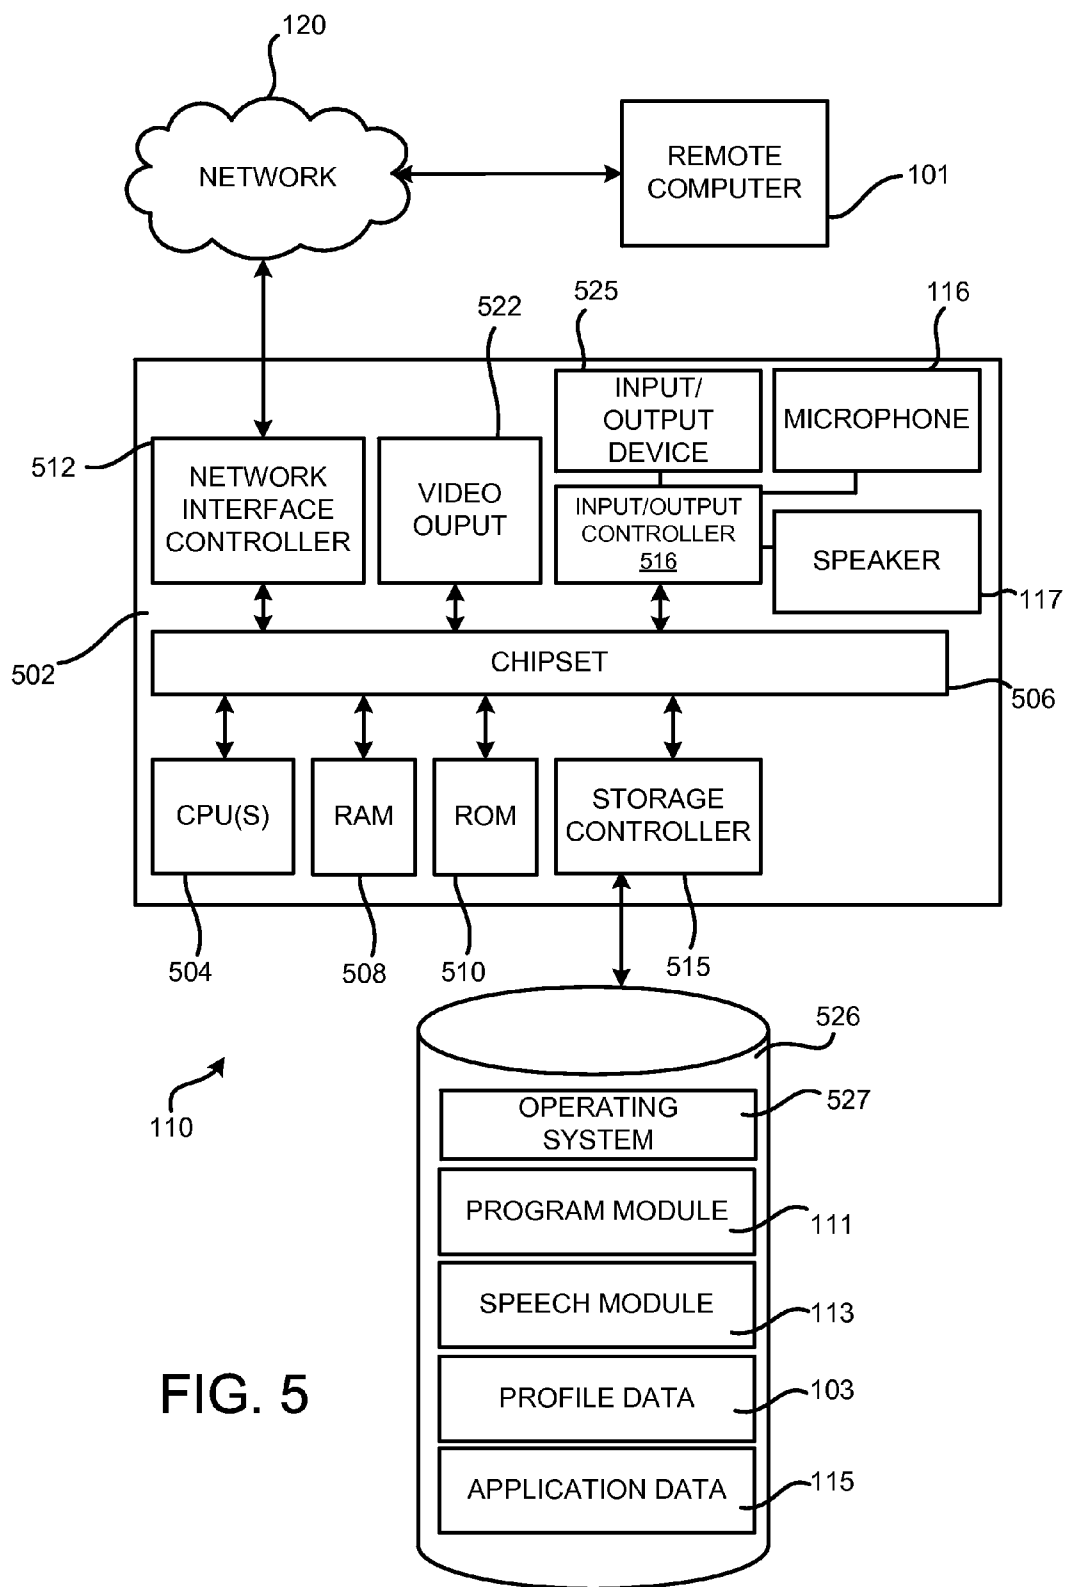 120
NETWORK
REMOTE
COMPUTER
101
522
525
116
INPUT/
OUTPUT
DEVICE
MICROPHONE
512
NETWORK
INTERFACE
CONTROLLER
VIDEO
OUPUT
INPUT/OUTPUT
CONTROLLER
516
SPEAKER
117
502
CHIPSET
506
CPU(S)
RAM
ROM
STORAGE
CONTROLLER
504
508
510
515
526
110
OPERATING
SYSTEM
527
PROGRAM MODULE
111
SPEECH MODULE
113
PROFILE DATA
103
APPLICATION DATA
115
FIG. 5